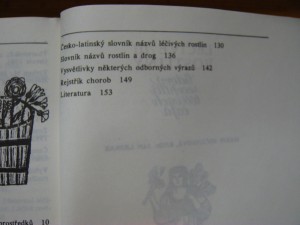 Česko-latinský slovník názvů léčivých rostlin 130
Slovník názvů rostlin a drog 136
Vysvětlivky některých odborných výrazů 142
Rejstřík chorob 149
Literatura 153
prostředků 10